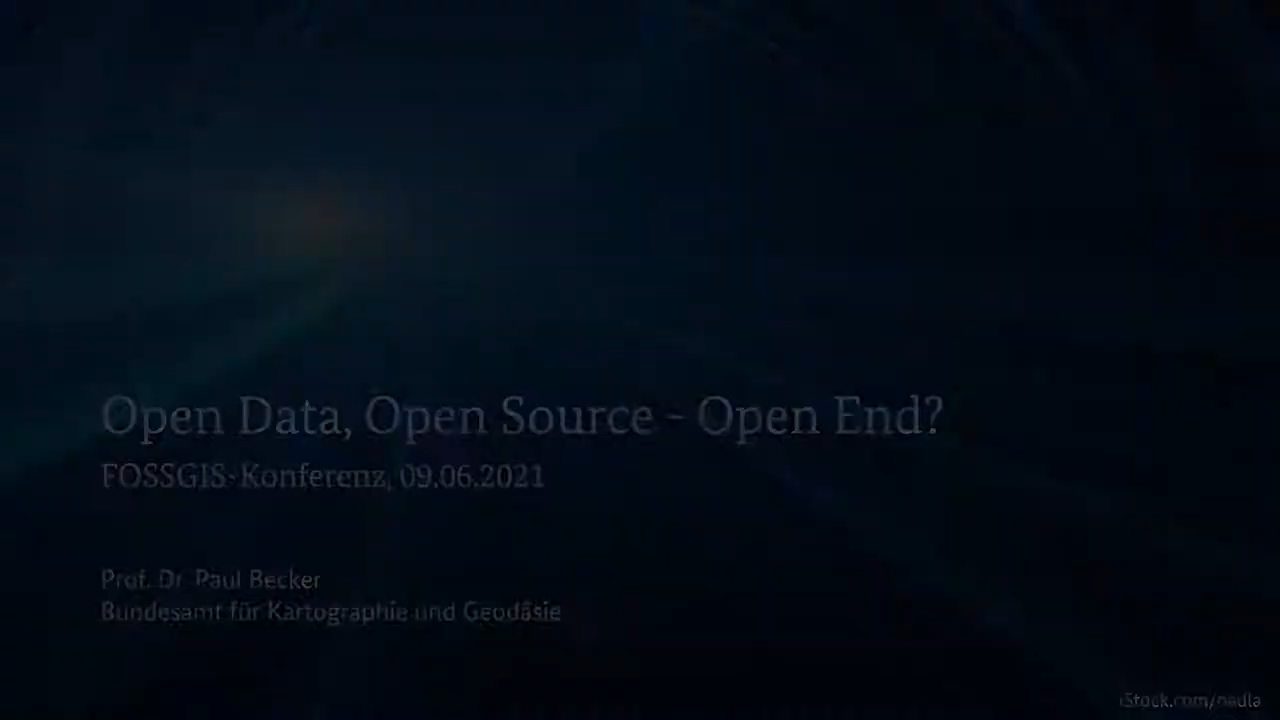 Open Data, Open Source - Open End?
FOSSGIS-Konferenz, 09.06.2021
Prof. Dr. Paul Becker
Bundesamt für Kartographie und Geodäsie
iStock.com/nadla